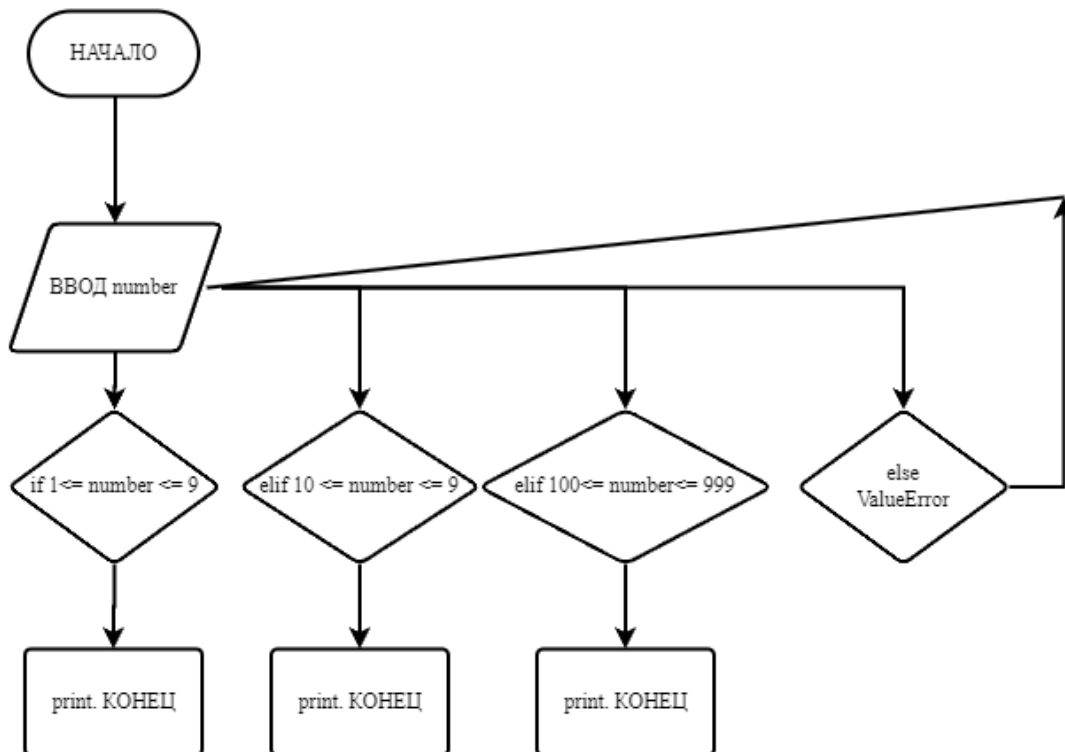 НАЧАЛО
ВВОД number
if 1<= number <= 9
elif 10 <= number <= 9
elif 100<= number<= 999
else
ValueError
print. КОНЕЦ
print. КОНЕЦ
print. КОНЕЦ